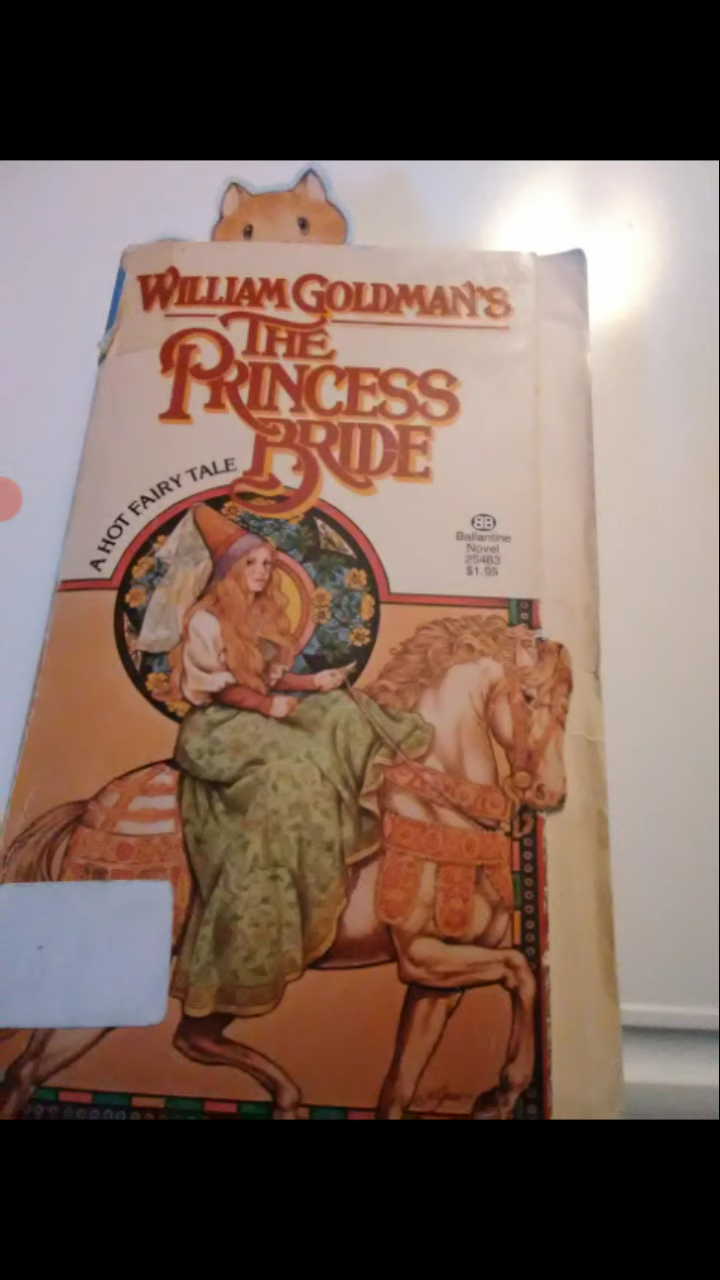 WILLIAM GOLDMAN'S
THE
PRINCESS
BRIDE
A HOT FAIRY TALE
BB
Ballantine
Novel
25483
$1.95